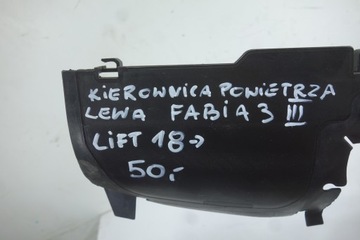 KIEROWNICA POWIETRZA
LEWA FABIA 3 III
LIFT 18→
50,-